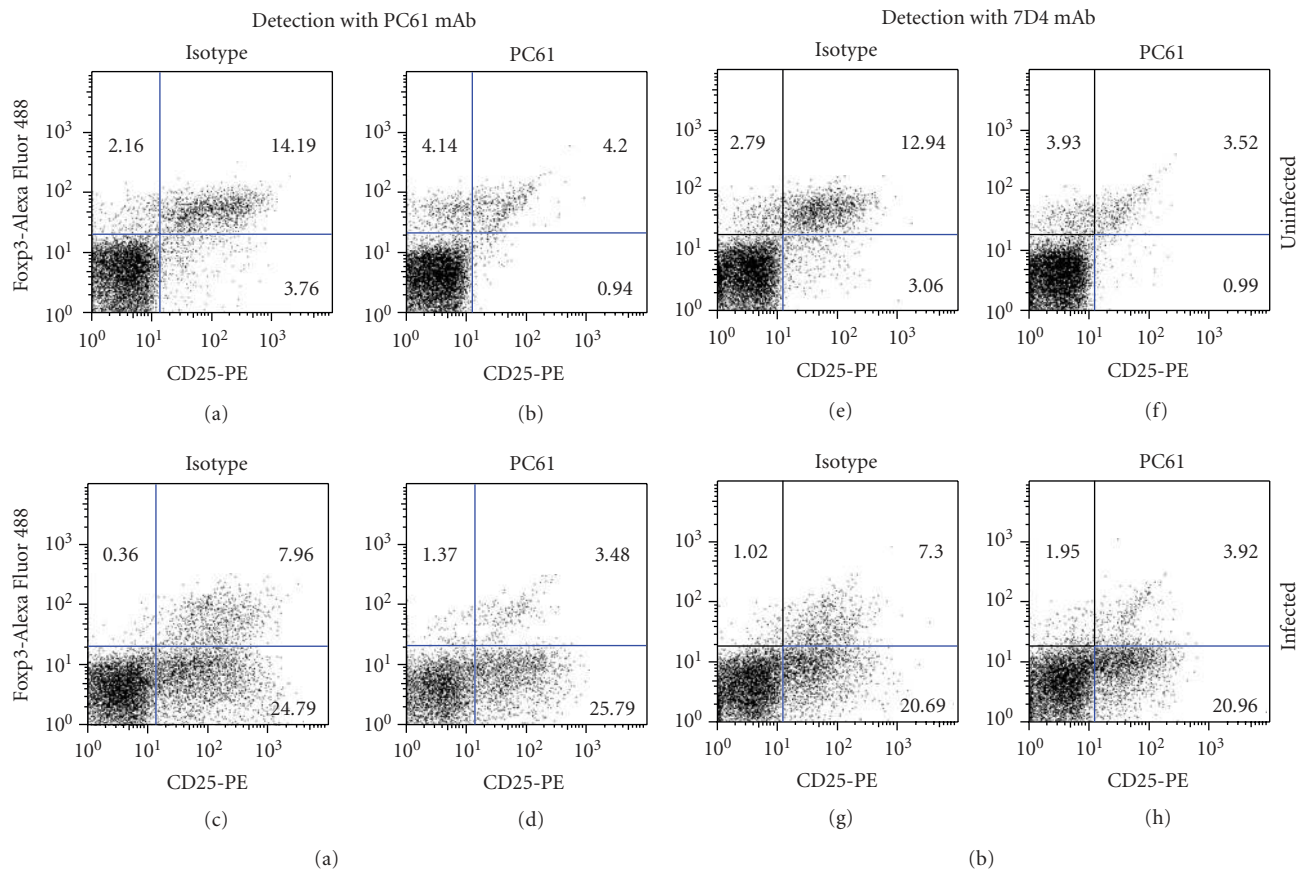 Detection with PC61 mAb
Detection with 7D4 mAb
Isotype
PC61
Isotype
PC61
Foxp3-Alexa Fluor 488
10³
10²
10¹
10⁰
2.16
14.19
3.76
10⁰ 10¹ 10² 10³
CD25-PE
(a)
10³
10²
10¹
10⁰
4.14
4.2
0.94
10⁰ 10¹ 10² 10³
CD25-PE
(b)
10³
10²
10¹
10⁰
2.79
12.94
3.06
10⁰ 10¹ 10² 10³
CD25-PE
(e)
10³
10²
10¹
10⁰
3.93
3.52
0.99
10⁰ 10¹ 10² 10³
CD25-PE
(f)
Uninfected
Isotype
PC61
Isotype
PC61
Foxp3-Alexa Fluor 488
10³
10²
10¹
10⁰
0.36
7.96
24.79
10⁰ 10¹ 10² 10³
CD25-PE
(c)
10³
10²
10¹
10⁰
1.37
3.48
25.79
10⁰ 10¹ 10² 10³
CD25-PE
(d)
10³
10²
10¹
10⁰
1.02
7.3
20.69
10⁰ 10¹ 10² 10³
CD25-PE
(g)
10³
10²
10¹
10⁰
1.95
3.92
20.96
10⁰ 10¹ 10² 10³
CD25-PE
(h)
Infected
(a)
(b)